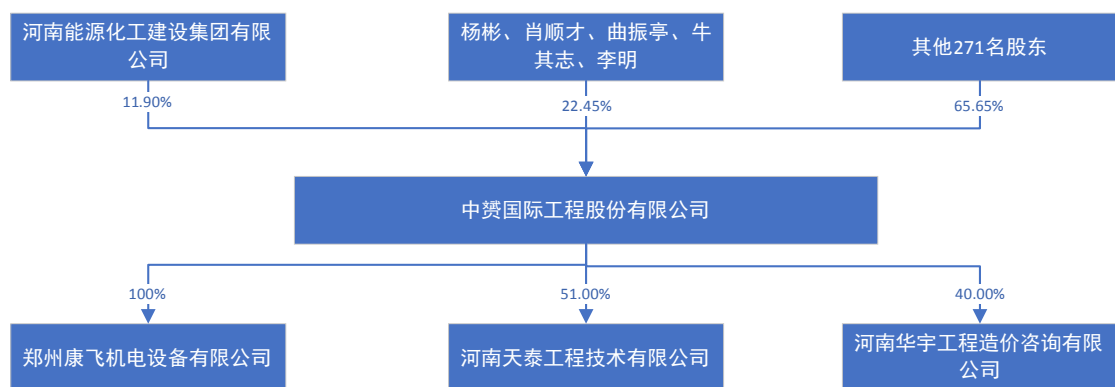 河南能源化工建设集团有限
公司
杨彬、肖顺才、曲振亭、牛
其志、李明
其他271名股东
11.90%
22.45%
65.65%
中赟国际工程股份有限公司
100%
51.00%
40.00%
郑州康飞机电设备有限公司
河南天泰工程技术有限公司
河南华宇工程造价咨询有限
公司